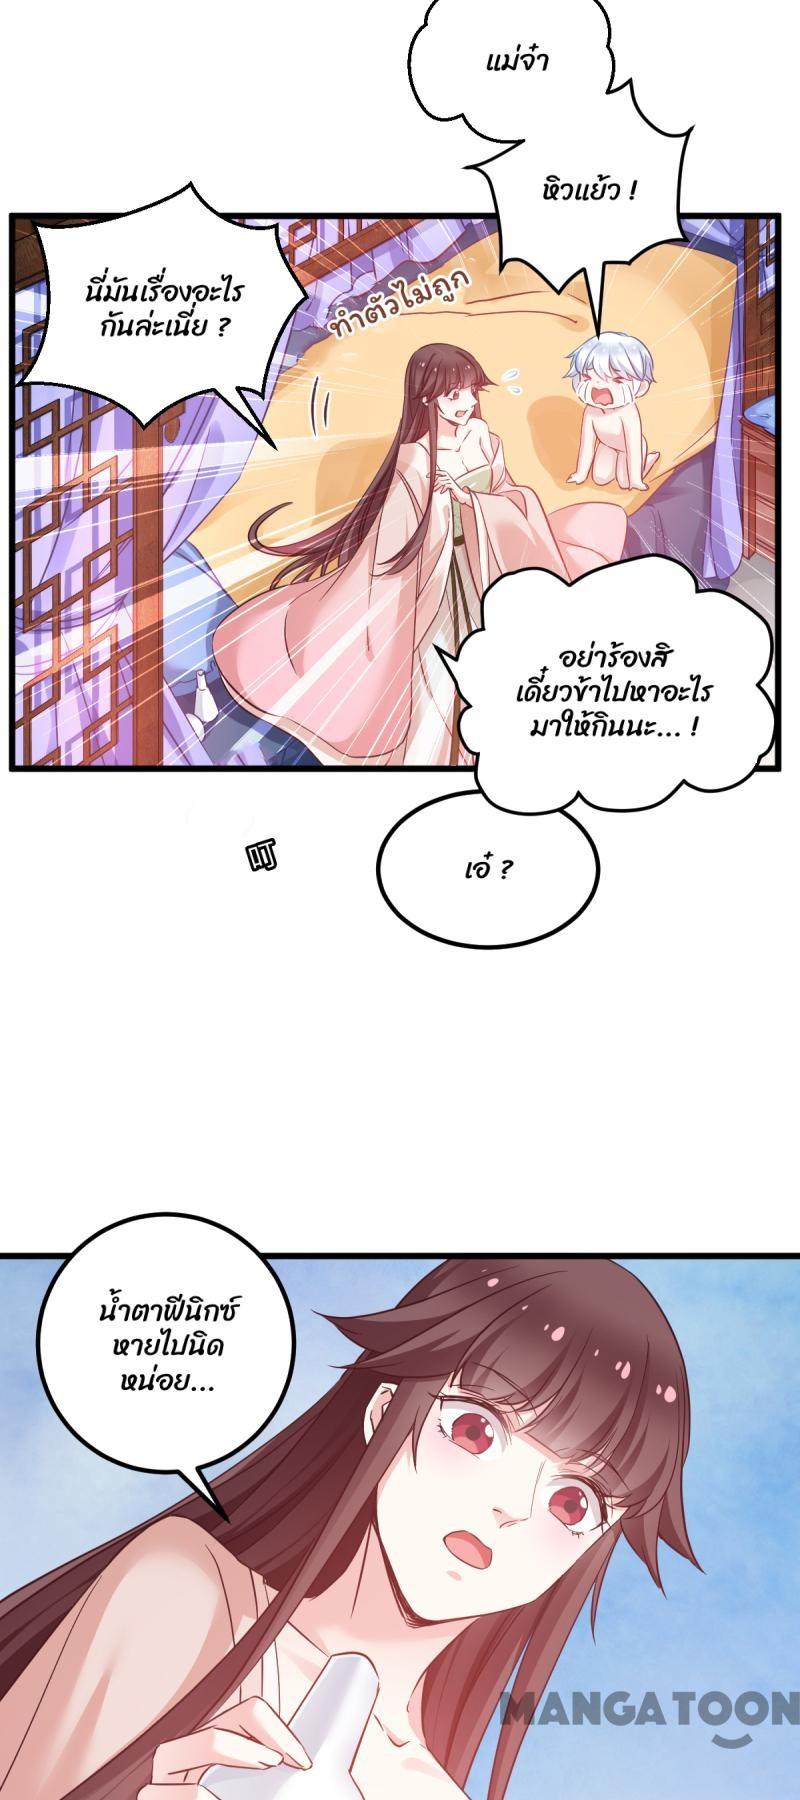 แม่จ๋า
หิวแย้ว !
นี่มันเรื่องอะไร
กันล่ะเนี่ย ?
ทำตัวไม่ถูก
อย่าร้องสิ
เดี๋ยวข้าไปหาอะไร
มาให้กินนะ... !
เอ๋ ?
น้ำตาฟีนิกซ์
หายไปนิด
หน่อย...
MANGATOON